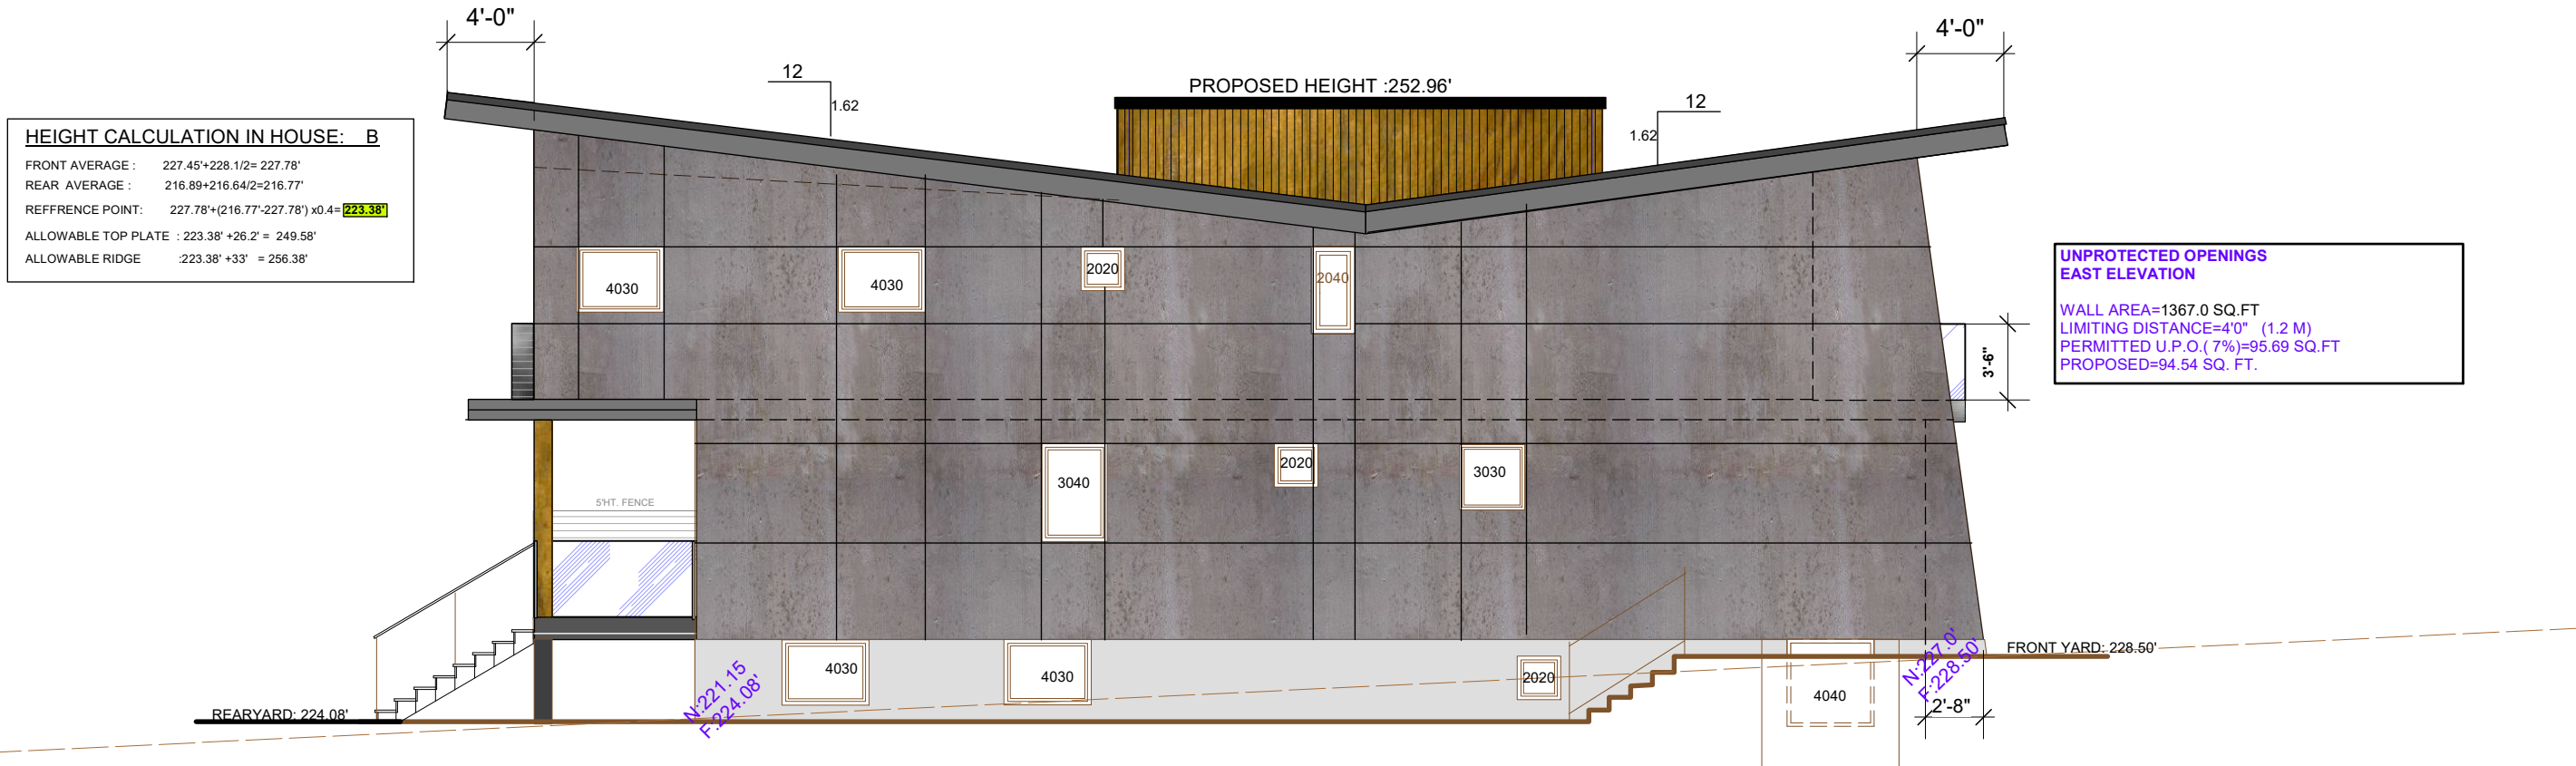 4'-0"
4'-0"
12
1.62
PROPOSED HEIGHT :252.96'
12
1.62
HEIGHT CALCULATION IN HOUSE: B
FRONT AVERAGE : 227.45'+228.1/2= 227.78'
REAR AVERAGE : 216.89+216.64/2=216.77'
REFFRENCE POINT: 227.78'+(216.77'-227.78') x0.4= 223.38'
ALLOWABLE TOP PLATE : 223.38' +26.2' = 249.58'
ALLOWABLE RIDGE :223.38' +33' = 256.38'
UNPROTECTED OPENINGS
EAST ELEVATION
WALL AREA=1367.0 SQ.FT
LIMITING DISTANCE=4'0" (1.2 M)
PERMITTED U.P.O.( 7%)=95.69 SQ.FT
PROPOSED=94.54 SQ. FT.
4030
4030
2020
2040
3'-6"
3040
2020
3030
5'HT. FENCE
4030
4030
2020
4040
N:221.15
F:224.08'
N:227.0'
F:228.50'
FRONT YARD: 228.50'
REARYARD: 224.08'
2'-8"